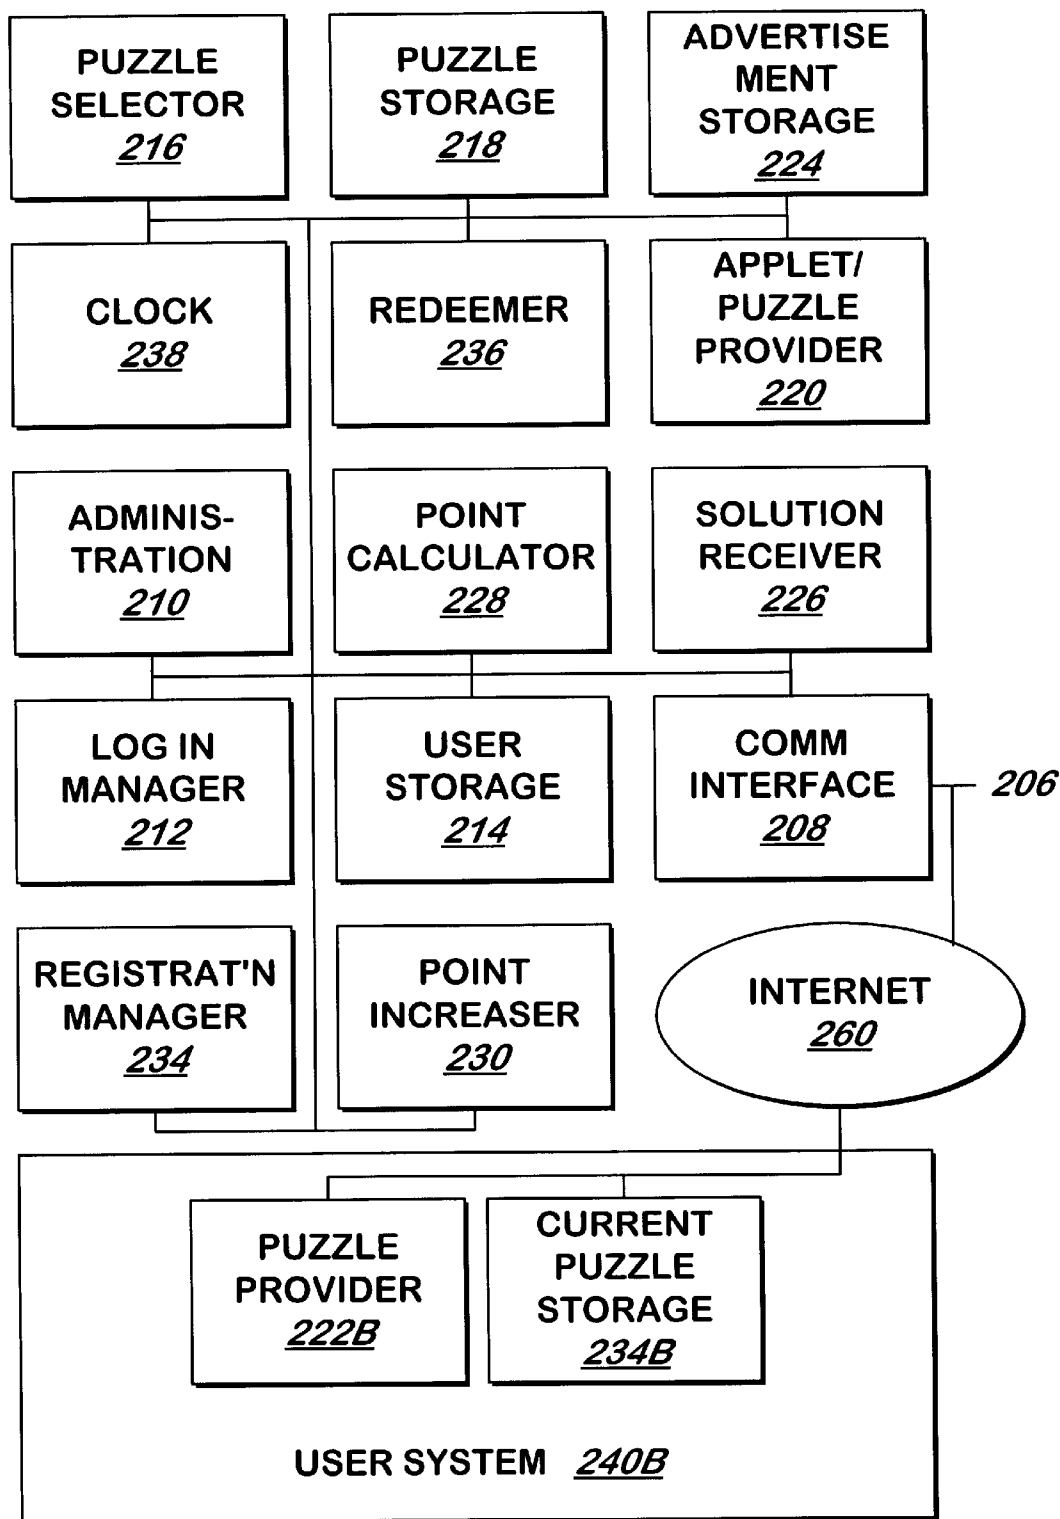 PUZZLE
SELECTOR
216
PUZZLE
STORAGE
218
ADVERTISE
MENT
STORAGE
224
CLOCK
238
REDEEMER
236
APPLET/
PUZZLE
PROVIDER
220
ADMINIS-
TRATION
210
POINT
CALCULATOR
228
SOLUTION
RECEIVER
226
LOG IN
MANAGER
212
USER
STORAGE
214
COMM
INTERFACE
208
206
REGISTRAT'N
MANAGER
234
POINT
INCREASER
230
INTERNET
260
PUZZLE
PROVIDER
222B
CURRENT
PUZZLE
STORAGE
234B
USER SYSTEM 240B